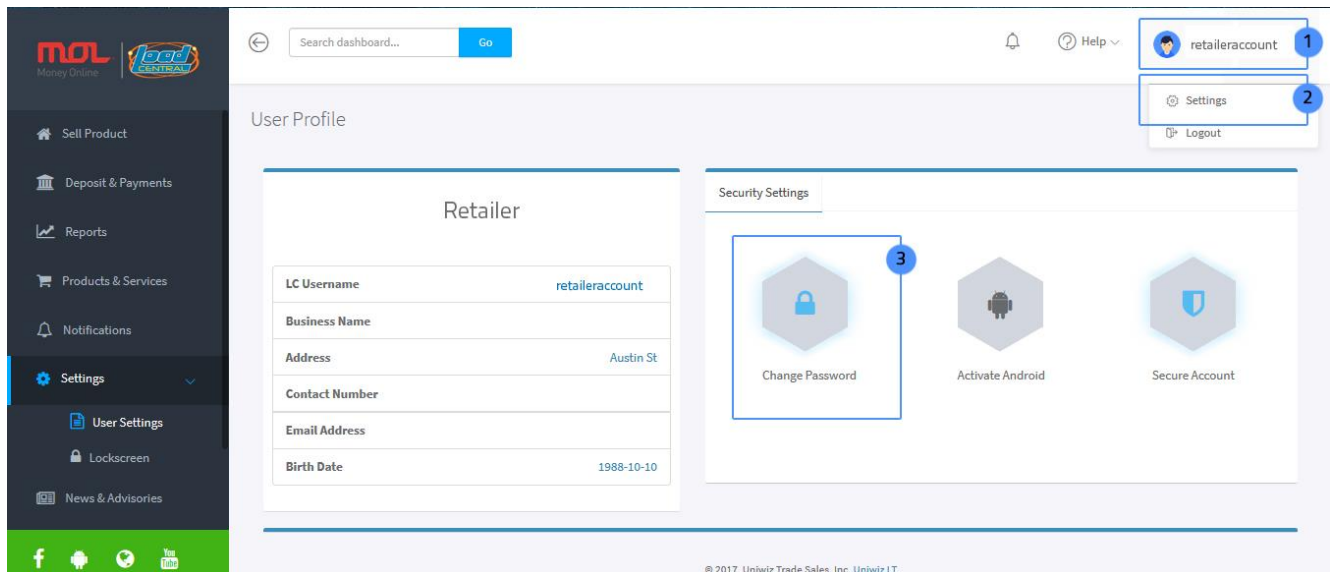 MOL
Money Online
load
CENTRAL
Search dashboard...
Go
Help
retaileraccount
1
Settings
2
Logout
User Profile
Sell Product
Deposit & Payments
Reports
Products & Services
Notifications
Settings
User Settings
Lockscreen
News & Advisories
You
Tube
Retailer
LC Username retaileraccount
Business Name
Address Austin St
Contact Number
Email Address
Birth Date 1988-10-10
Security Settings
3
Change Password
Activate Android
Secure Account
© 2017 Uniwiz Trade Sales, Inc. Uniwiz I.T.